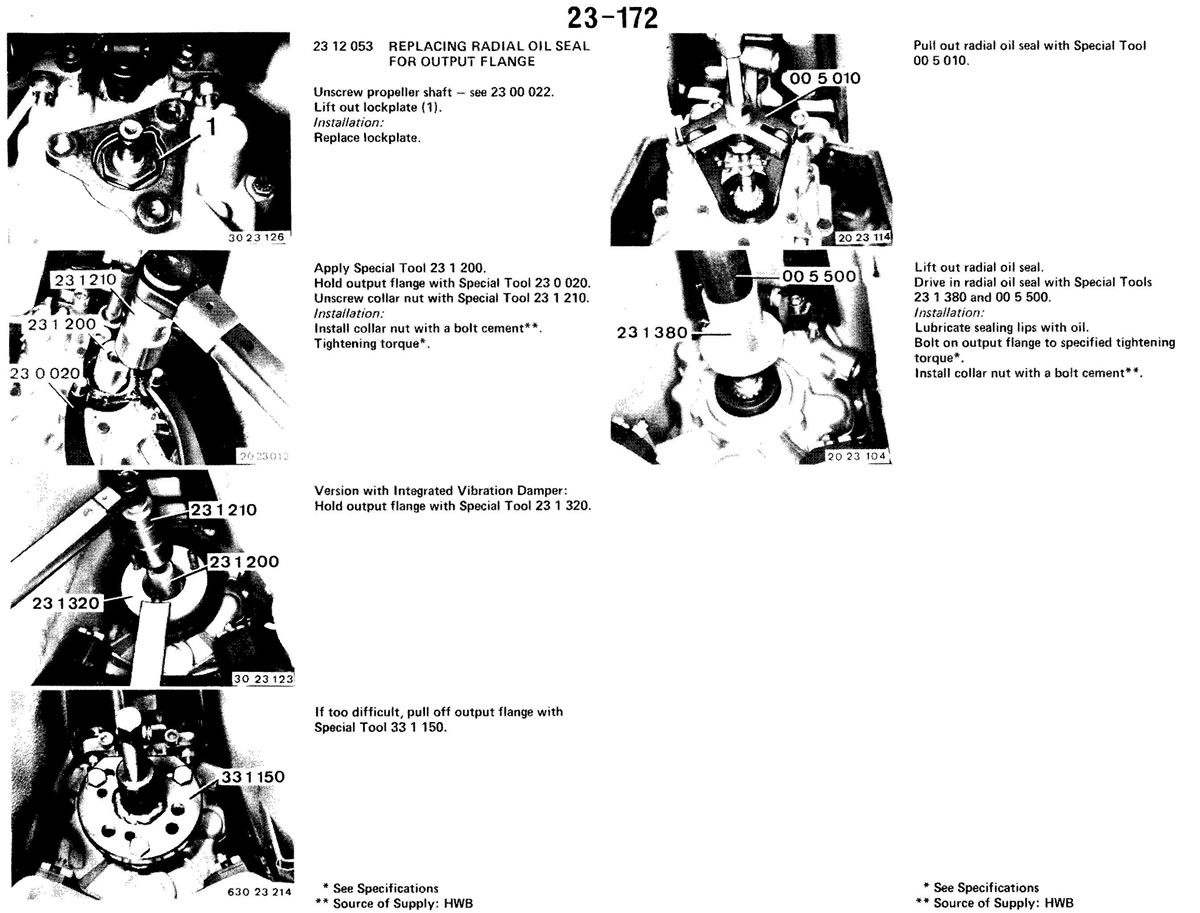 23-172
23 12 053 REPLACING RADIAL OIL SEAL
FOR OUTPUT FLANGE
Unscrew propeller shaft – see 23 00 022.
Lift out lockplate (1).
Installation:
Replace lockplate.
1
30 23 126
Apply Special Tool 23 1 200.
Hold output flange with Special Tool 23 0 020.
Unscrew collar nut with Special Tool 23 1 210.
Installation:
Install collar nut with a bolt cement**.
Tightening torque*.
23 1 210
23 1 200
23 0 020
20 23 012
Version with Integrated Vibration Damper:
Hold output flange with Special Tool 23 1 320.
23 1 210
23 1 200
23 1 320
30 23 123
If too difficult, pull off output flange with
Special Tool 33 1 150.
33 1 150
630 23 214
* See Specifications
** Source of Supply: HWB
Pull out radial oil seal with Special Tool
00 5 010.
00 5 010
20 23 114
Lift out radial oil seal.
Drive in radial oil seal with Special Tools
23 1 380 and 00 5 500.
Installation:
Lubricate sealing lips with oil.
Bolt on output flange to specified tightening
torque*.
Install collar nut with a bolt cement**.
00 5 500
23 1 380
20 23 104
* See Specifications
** Source of Supply: HWB